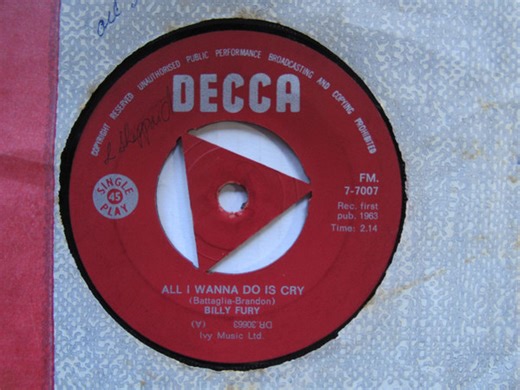 COPYRIGHT RESERVED UNAUTHORISED PUBLIC PERFORMANCE BROADCASTING AND COPYING PROHIBITED
DECCA
SINGLE
45
PLAY
FM.
7-7007
Rec. first
pub. 1963
Time: 2.14
ALL I WANNA DO IS CRY
(Battaglia-Brandon)
BILLY FURY
DR.30663 (A)
Ivy Music Ltd.